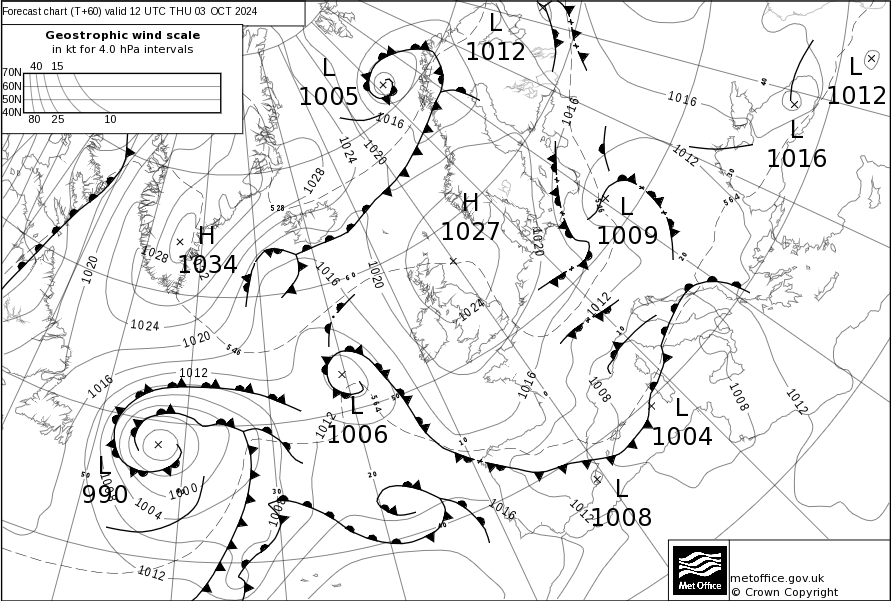 Forecast chart (T+60) valid 12 UTC THU 03 OCT 2024
Geostrophic wind scale
in kt for 4.0 hPa intervals
40 15
70N
60N
50N
40N
80 25 10
L
1012
L
1005
L
1012
L
1016
H
1027
L
1009
H
1034
L
1006
L
1004
L
990
L
1008
1016
1016
1016
1012
1024
1020
1028
528
564
1028
1020
1020
1020
1016
1024
1012
1024
1020
546
1016
1012
1016
1008
1008
1012
1012
564
1000
1004
1008
1016
1012
1012
40
30
20
10
0
60
50
10
20
30
40
50
metoffice.gov.uk
© Crown Copyright
Met Office